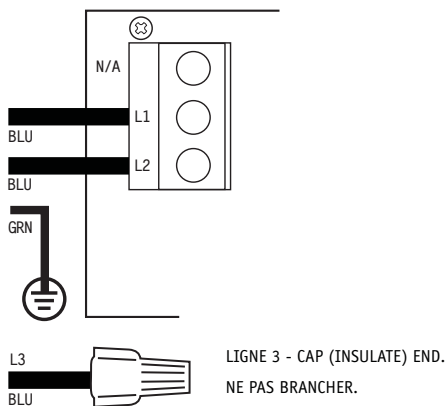 N/A
L1
BLU
L2
BLU
GRN
L3
BLU
LIGNE 3 - CAP (INSULATE) END.
NE PAS BRANCHER.